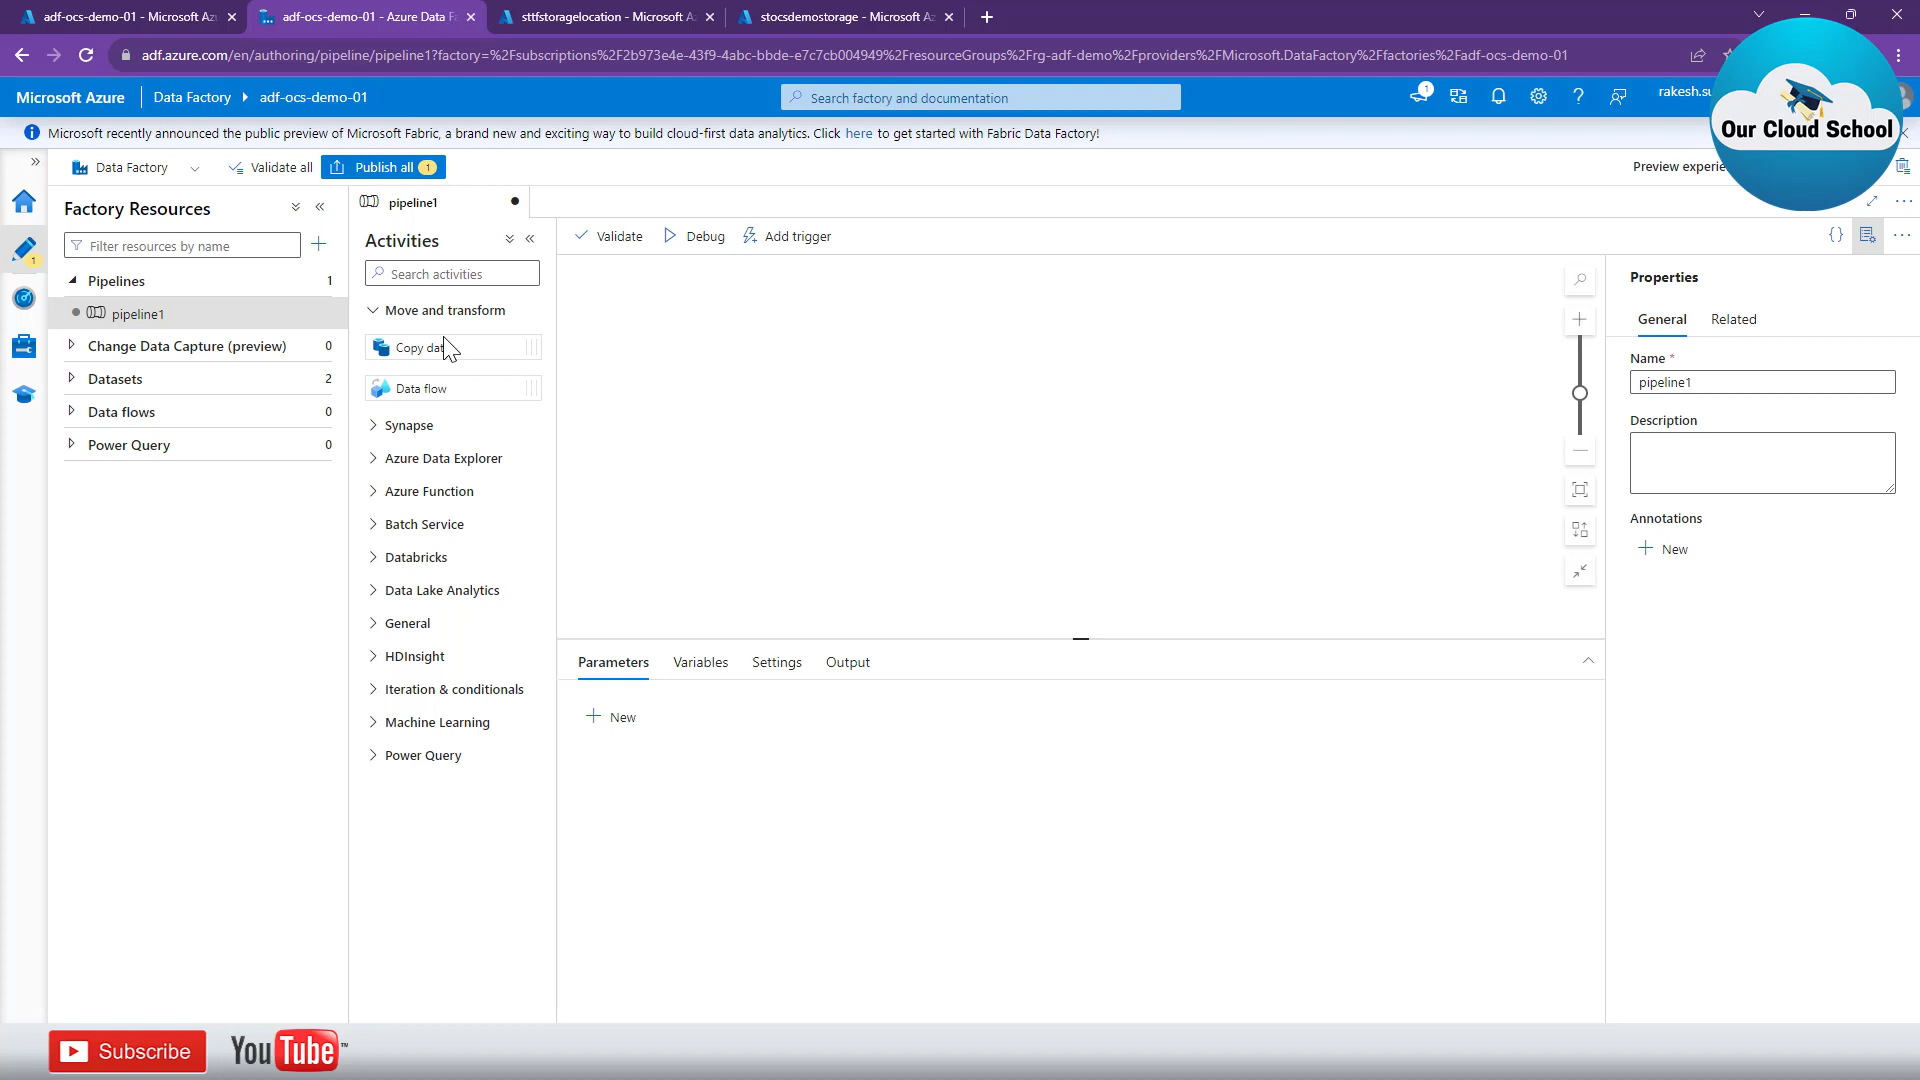 adf-ocs-demo-01 - Microsoft Az
adf-ocs-demo-01 - Azure Data F
sttfstoragelocation - Microsoft A
stocsdemostorage - Microsoft A
adf.azure.com/en/authoring/pipeline/pipeline1?factory=%2Fsubscriptions%2F2b973e4e-43f9-4abc-bbde-e7c7cb004949%2FresourceGroups%2Frg-adf-demo%2Fproviders%2FMicrosoft.DataFactory%2Ffactories%2Fadf-ocs-demo-01
Microsoft Azure
Data Factory
adf-ocs-demo-01
Search factory and documentation
1
rakesh.su
Microsoft recently announced the public preview of Microsoft Fabric, a brand new and exciting way to build cloud-first data analytics. Click here to get started with Fabric Data Factory!
Our Cloud School
Data Factory
Validate all
Publish all 1
Preview experie
Factory Resources
Filter resources by name
1
Pipelines 1
pipeline1
Change Data Capture (preview) 0
Datasets 2
Data flows 0
Power Query 0
pipeline1
Activities
Search activities
Move and transform
Copy dat
Data flow
Synapse
Azure Data Explorer
Azure Function
Batch Service
Databricks
Data Lake Analytics
General
HDInsight
Iteration & conditionals
Machine Learning
Power Query
Validate
Debug
Add trigger
{}
Parameters
Variables
Settings
Output
New
Properties
General
Related
Name *
pipeline1
Description
Annotations
New
Subscribe
YouTube ™